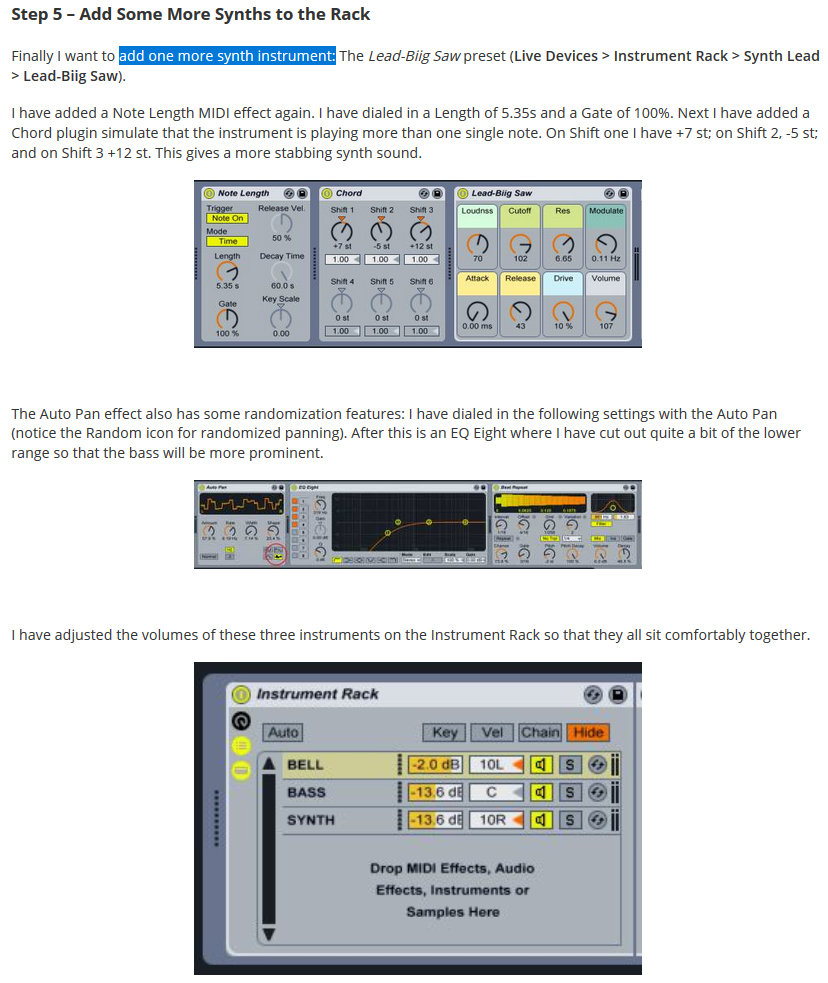 Step 5 – Add Some More Synths to the Rack
Finally I want to add one more synth instrument: The Lead-Biig Saw preset (Live Devices > Instrument Rack > Synth Lead
> Lead-Biig Saw).
I have added a Note Length MIDI effect again. I have dialed in a Length of 5.35s and a Gate of 100%. Next I have added a
Chord plugin simulate that the instrument is playing more than one single note. On Shift one I have +7 st; on Shift 2, -5 st;
and on Shift 3 +12 st. This gives a more stabbing synth sound.
Note Length
Trigger Release Vel.
Note On
Mode 50 %
Time
Length Decay Time
5.35 s 60.0 s
Gate Key Scale
100 % 0.00
Chord
Shift 1 Shift 2 Shift 3
+7 st -5 st +12 st
1.00 1.00 1.00
Shift 4 Shift 5 Shift 6
0 st 0 st 0 st
1.00 1.00 1.00
Lead-Biig Saw
Loudnss Cutoff Res Modulate
70 102 6.65 0.11 Hz
Attack Release Drive Volume
0.00 ms 43 10 % 107
The Auto Pan effect also has some randomization features: I have dialed in the following settings with the Auto Pan
(notice the Random icon for randomized panning). After this is an EQ Eight where I have cut out quite a bit of the lower
range so that the bass will be more prominent.
Auto Pan
EQ Eight
Beat Repeat
I have adjusted the volumes of these three instruments on the Instrument Rack so that they all sit comfortably together.
Instrument Rack
Auto Key Vel Chain Hide
BELL -2.0 dB 10L S
BASS -13.6 dE C S
SYNTH -13.6 dE 10R S
Drop MIDI Effects, Audio
Effects, Instruments or
Samples Here